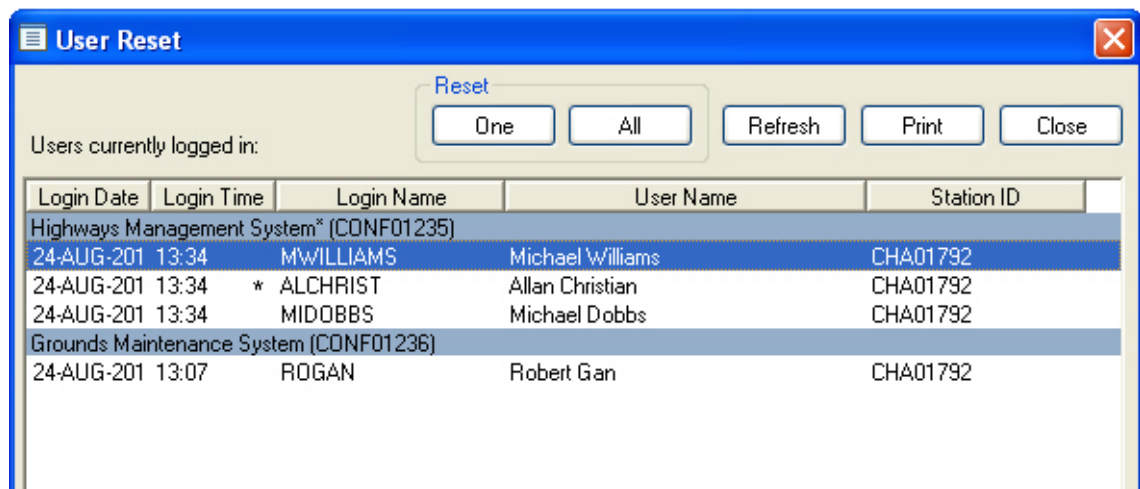 User Reset
Reset
One All Refresh Print Close
Users currently logged in:
Login Date Login Time Login Name User Name Station ID
Highways Management System* (CONF01235)
24-AUG-201 13:34 MWILLIAMS Michael Williams CHA01792
24-AUG-201 13:34 * ALCHRIST Allan Christian CHA01792
24-AUG-201 13:34 MIDOBBS Michael Dobbs CHA01792
Grounds Maintenance System (CONF01236)
24-AUG-201 13:07 ROGAN Robert Gan CHA01792